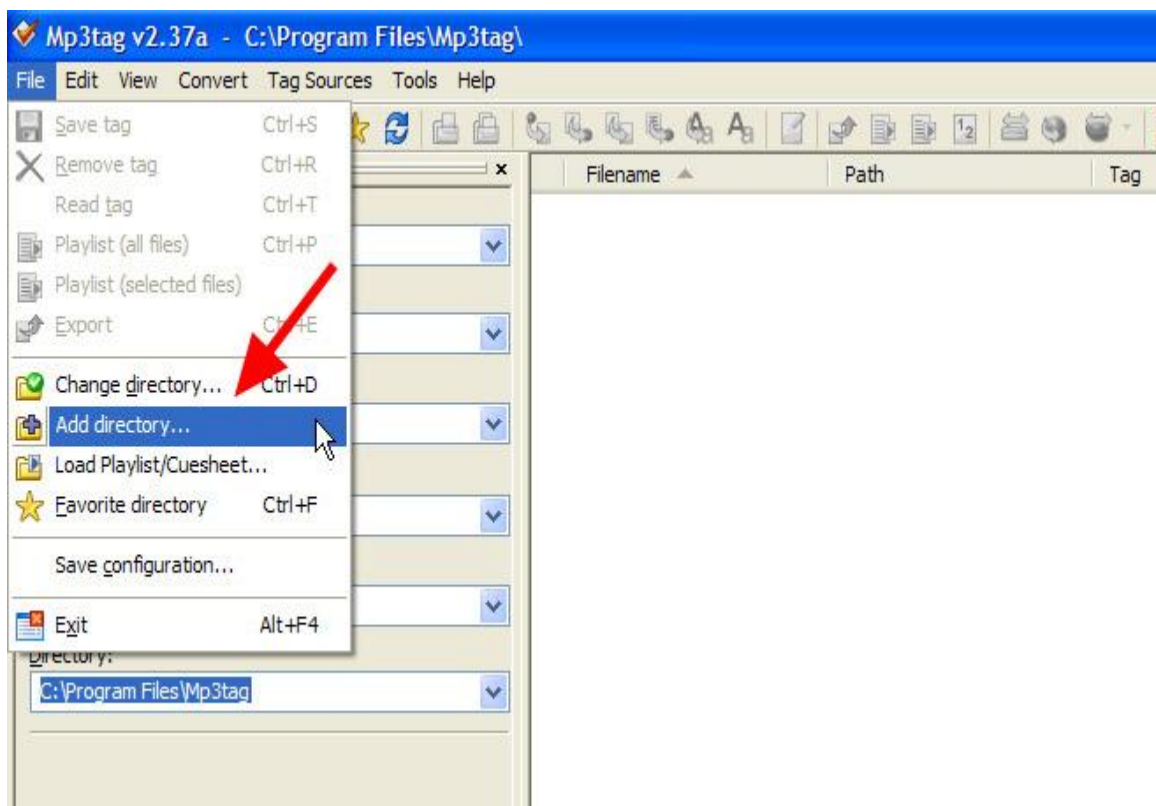 Mp3tag v2.37a - C:\Program Files\Mp3tag\
File Edit View Convert Tag Sources Tools Help
Save tag Ctrl+S
Remove tag Ctrl+R
Read tag Ctrl+T
Playlist (all files) Ctrl+P
Playlist (selected files)
Export Ctrl+E
Change directory... Ctrl+D
Add directory...
Load Playlist/Cuesheet...
Favorite directory Ctrl+F
Save configuration...
Exit Alt+F4
Filename Path Tag
Directory:
C:\Program Files\Mp3tag